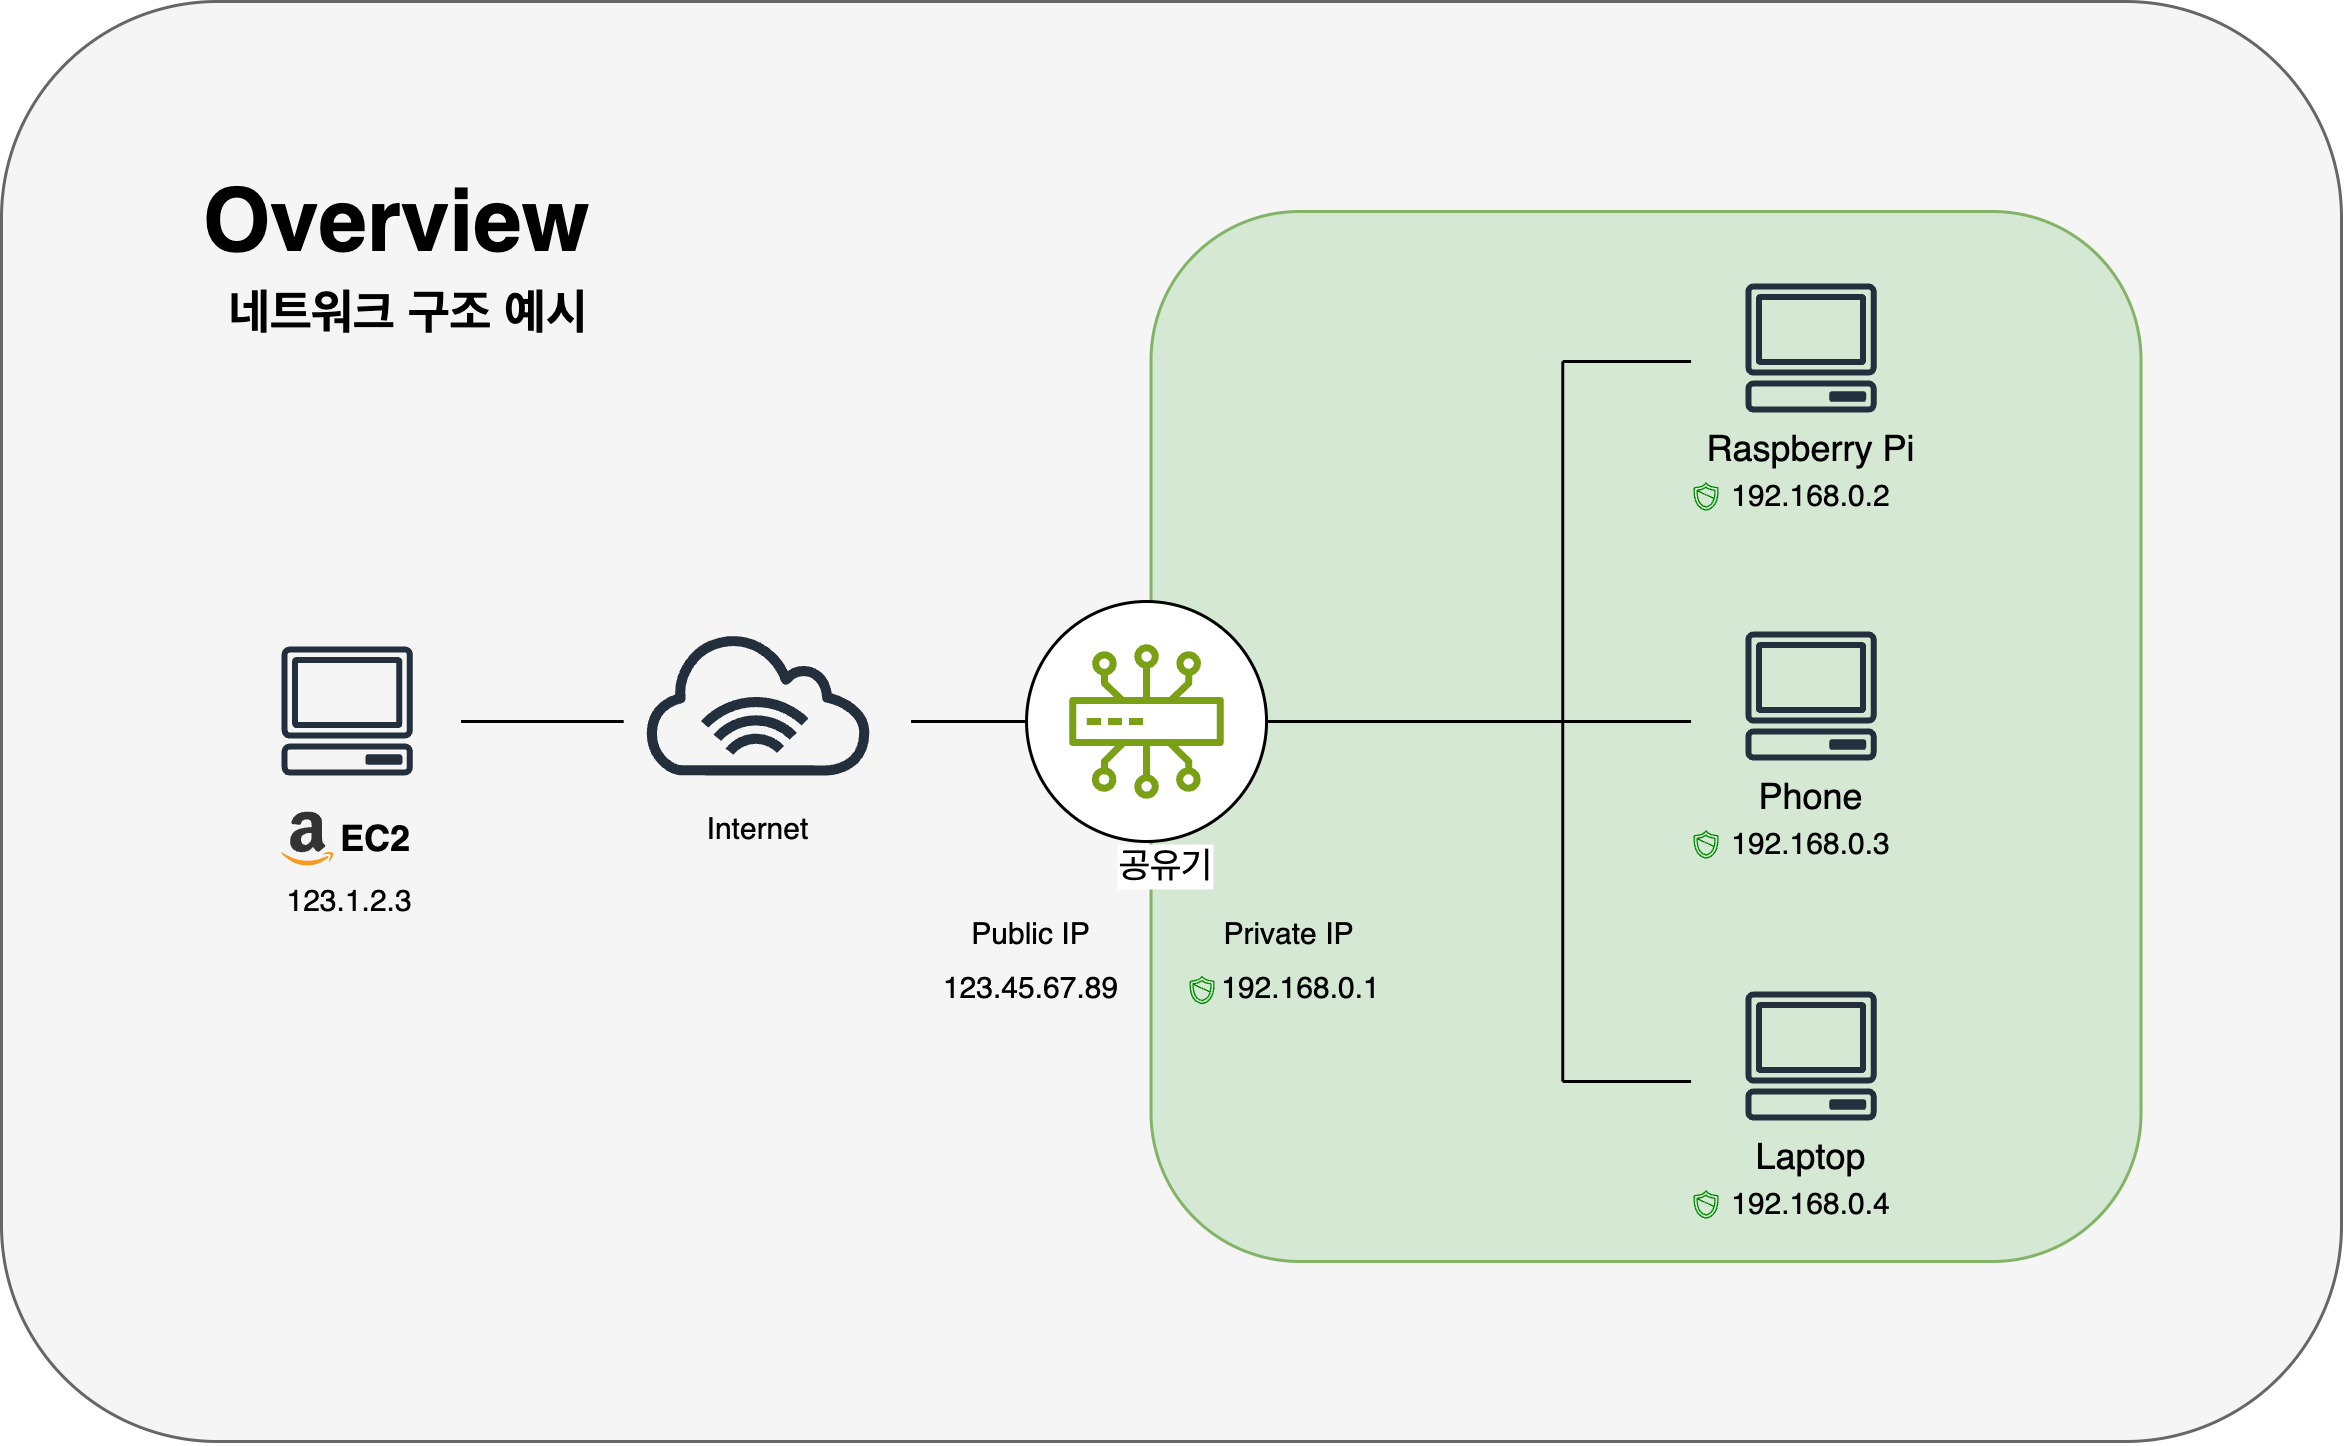 Overview
네트워크 구조 예시
a EC2
123.1.2.3
Internet
공유기
Public IP
123.45.67.89
Private IP
192.168.0.1
Raspberry Pi
192.168.0.2
Phone
192.168.0.3
Laptop
192.168.0.4